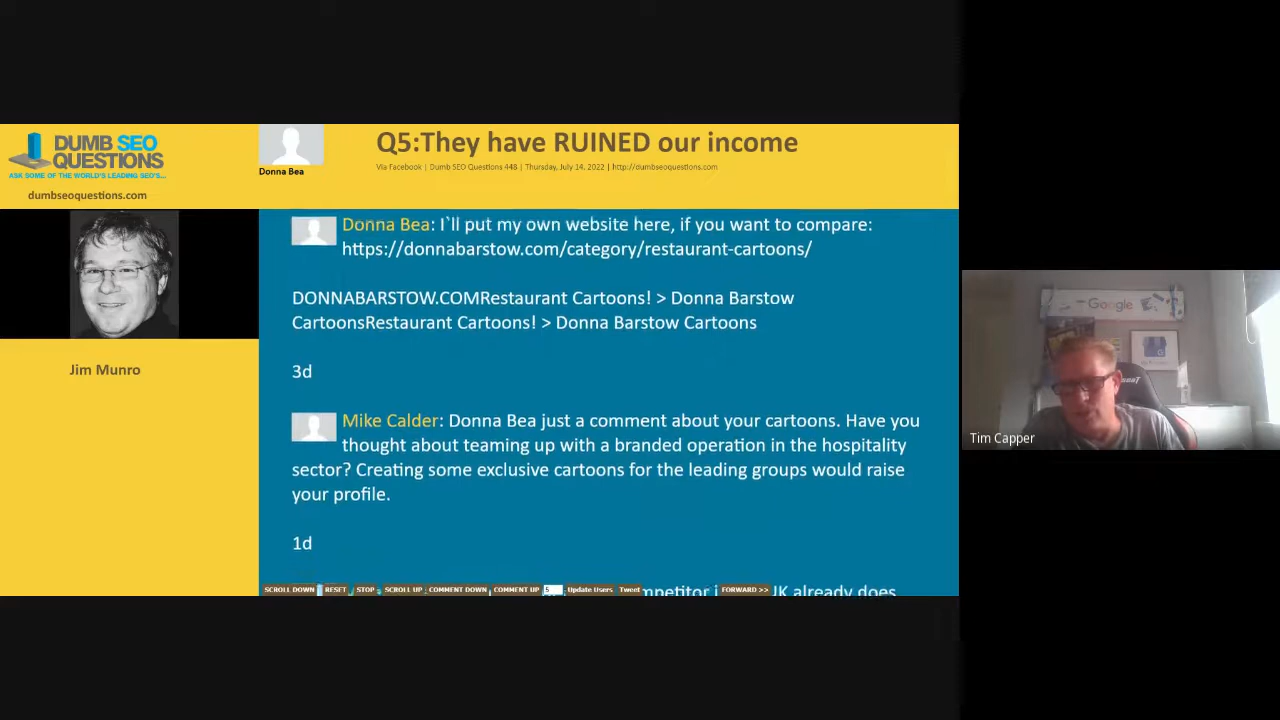 DUMB SEO
QUESTIONS
ASK SOME OF THE WORLD'S LEADING SEO'S...
dumbseoquestions.com
Donna Bea
Q5:They have RUINED our income
Via Facebook | Dumb SEO Questions 448 | Thursday, July 14, 2022 | http://dumbseoquestions.com
Jim Munro
Donna Bea: I`ll put my own website here, if you want to compare:
https://donnabarstow.com/category/restaurant-cartoons/
DONNABARSTOW.COMRestaurant Cartoons! > Donna Barstow
CartoonsRestaurant Cartoons! > Donna Barstow Cartoons
3d
Mike Calder: Donna Bea just a comment about your cartoons. Have you
thought about teaming up with a branded operation in the hospitality
sector? Creating some exclusive cartoons for the leading groups would raise
your profile.
1d
UK already does
SCROLL DOWN RESET STOP SCROLL UP COMMENT DOWN COMMENT UP 5 Update Users Tweet FORWARD >>
Google
Tim Capper